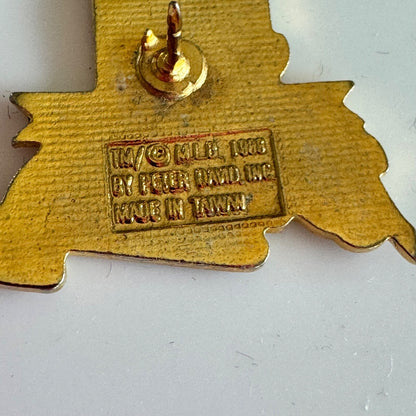 TM/© M.L.B. 1988
BY PETER DAVID INC
MADE IN TAIWAN